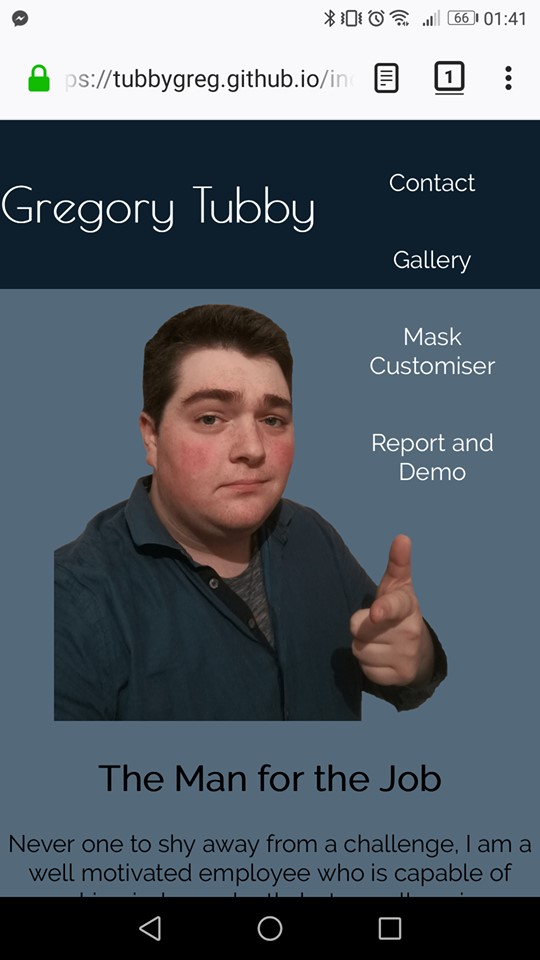 66 01:41
ps://tubbygreg.github.io/in
1
Gregory Tubby
Contact
Gallery
Mask
Customiser
Report and
Demo
The Man for the Job
Never one to shy away from a challenge, I am a
well motivated employee who is capable of